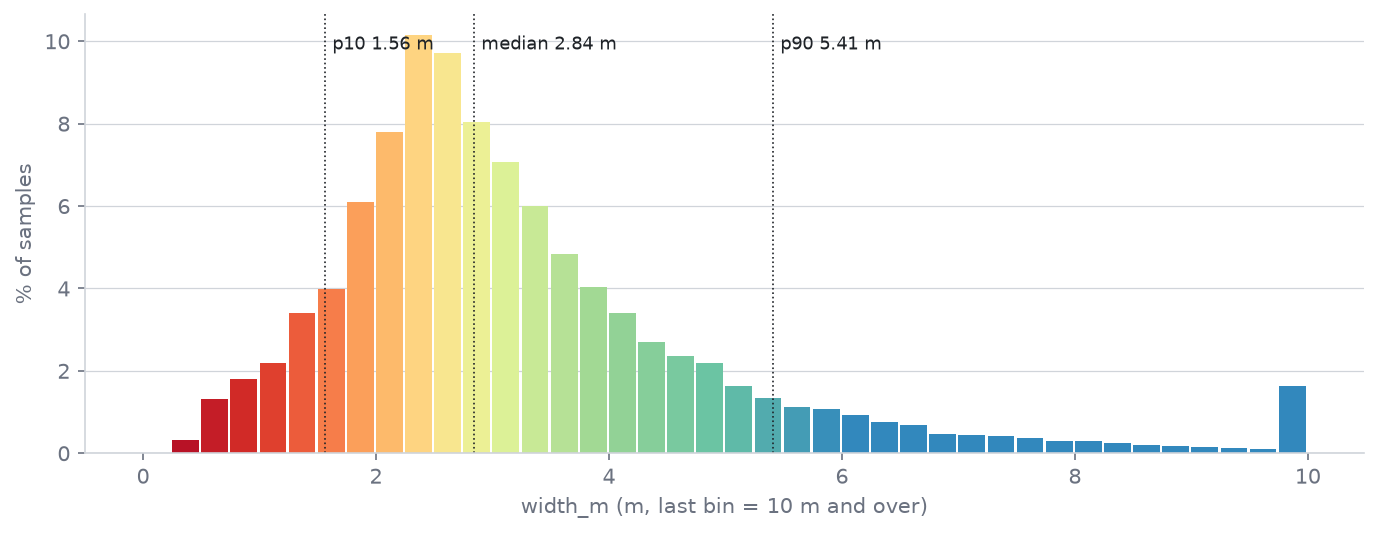 10
8
6
4
2
0
% of samples
p10 1.56 m
median 2.84 m
p90 5.41 m
0 2 4 6 8 10
width_m (m, last bin = 10 m and over)